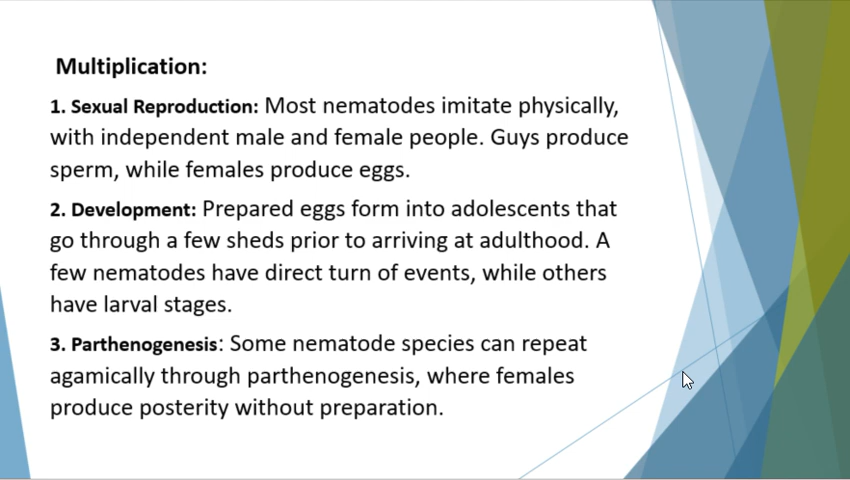 Multiplication:
1. Sexual Reproduction: Most nematodes imitate physically,
with independent male and female people. Guys produce
sperm, while females produce eggs.
2. Development: Prepared eggs form into adolescents that
go through a few sheds prior to arriving at adulthood. A
few nematodes have direct turn of events, while others
have larval stages.
3. Parthenogenesis: Some nematode species can repeat
agamically through parthenogenesis, where females
produce posterity without preparation.